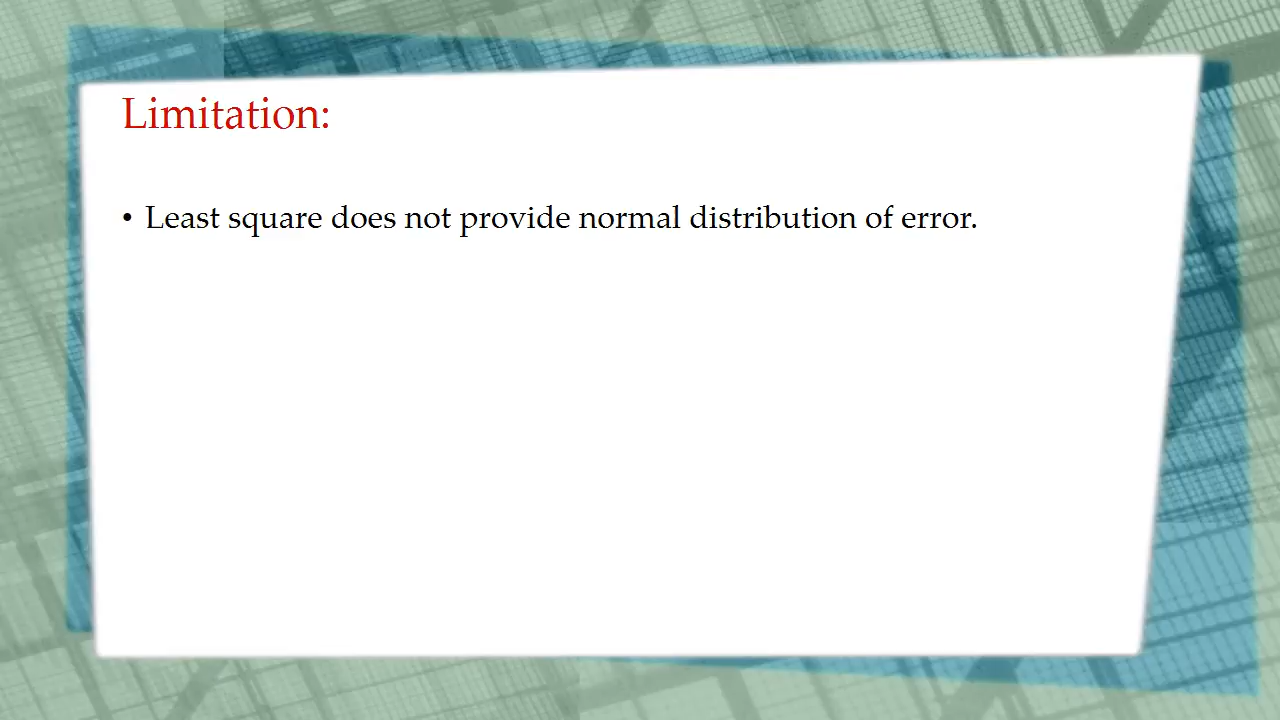 Limitation:
• Least square does not provide normal distribution of error.